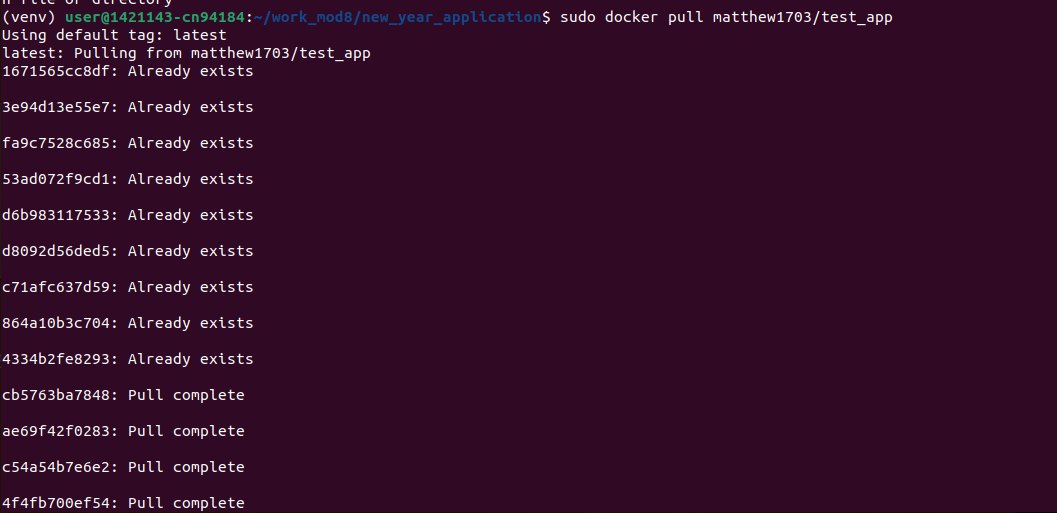 n file or directory
(venv) user@1421143-cn94184:~/work_mod8/new_year_application$ sudo docker pull matthew1703/test_app
Using default tag: latest
latest: Pulling from matthew1703/test_app
1671565cc8df: Already exists
3e94d13e55e7: Already exists
fa9c7528c685: Already exists
53ad072f9cd1: Already exists
d6b983117533: Already exists
d8092d56ded5: Already exists
c71afc637d59: Already exists
864a10b3c704: Already exists
4334b2fe8293: Already exists
cb5763ba7848: Pull complete
ae69f42f0283: Pull complete
c54a54b7e6e2: Pull complete
4f4fb700ef54: Pull complete